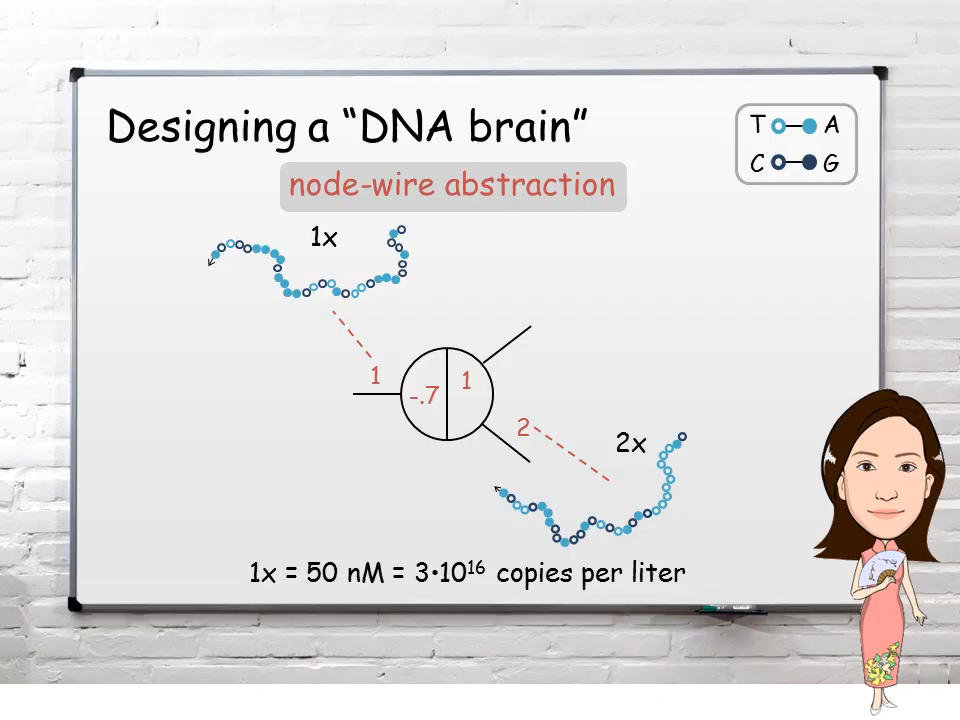 Designing a “DNA brain”
T A
C G
node-wire abstraction
1x
1
-.7
1
2
2x
1x = 50 nM = 3•10¹⁶ copies per liter